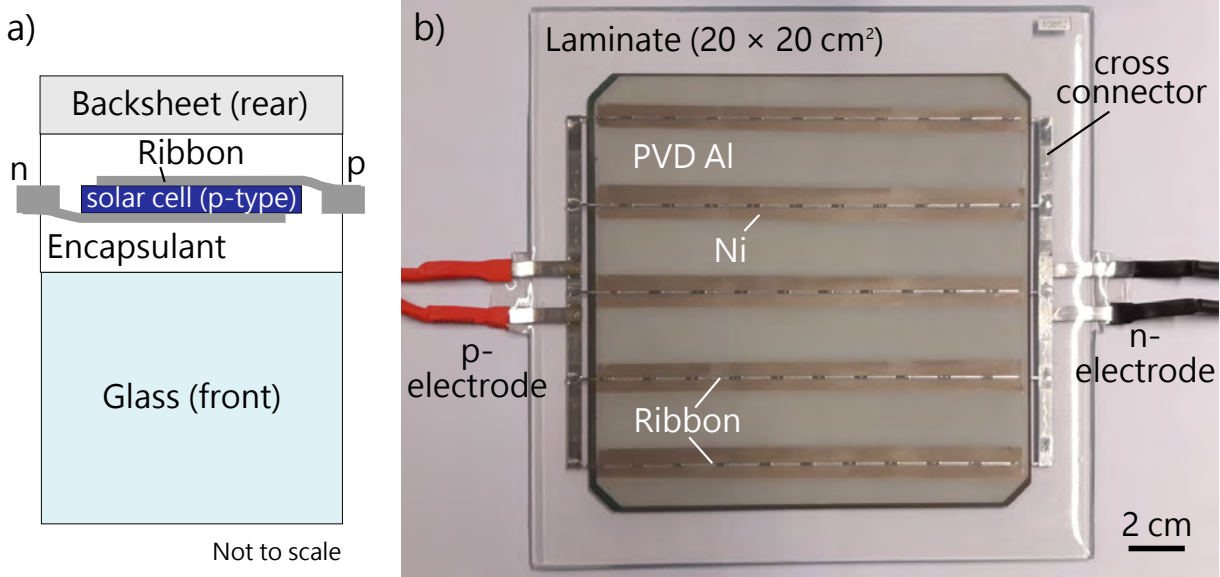 a)
Backsheet (rear)
Ribbon
n
p
solar cell (p-type)
Encapsulant
Glass (front)
Not to scale
b)
Laminate (20 × 20 cm²)
cross
connector
PVD Al
Ni
p-
electrode
n-
electrode
Ribbon
2 cm